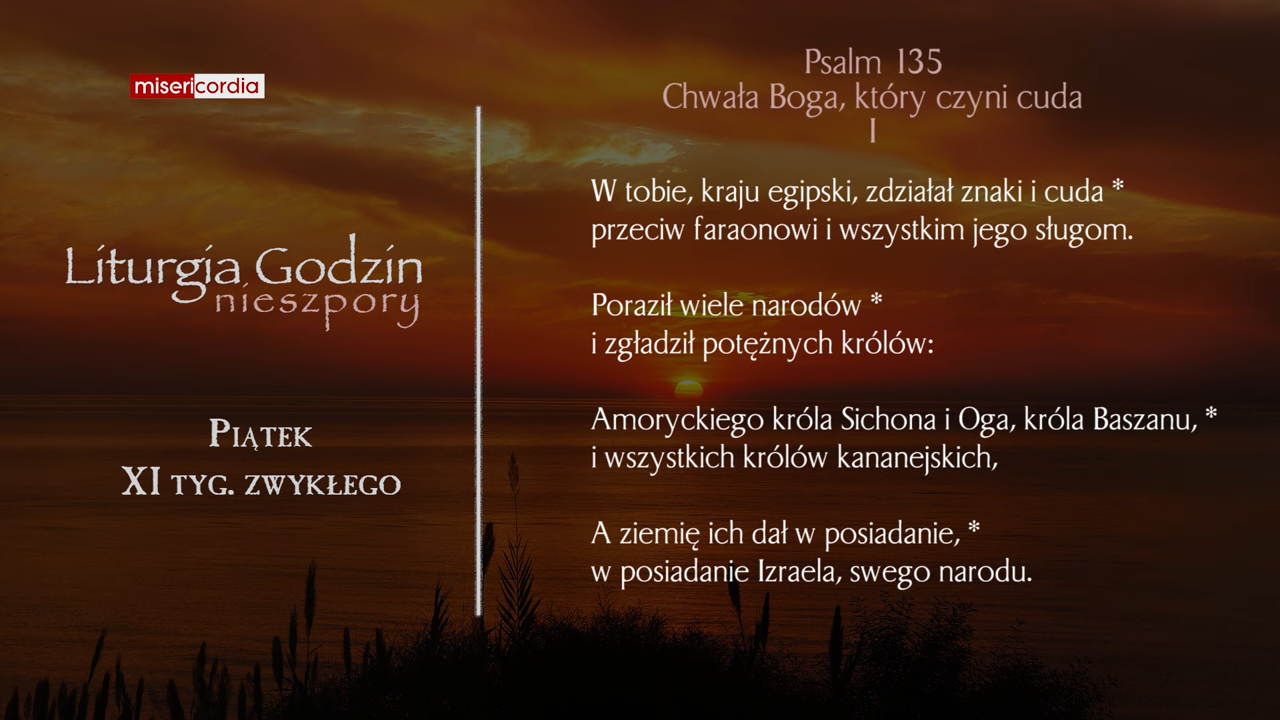 misericordia
Liturgia Godzin
nieszpory
Piątek
XI tyg. zwykłego
Psalm 135
Chwała Boga, który czyni cuda
I
W tobie, kraju egipski, zdziałał znaki i cuda *
przeciw faraonowi i wszystkim jego sługom.
Poraził wiele narodów *
i zgładził potężnych królów:
Amoryckiego króla Sichona i Oga, króla Baszanu, *
i wszystkich królów kananejskich,
A ziemię ich dał w posiadanie, *
w posiadanie Izraela, swego narodu.